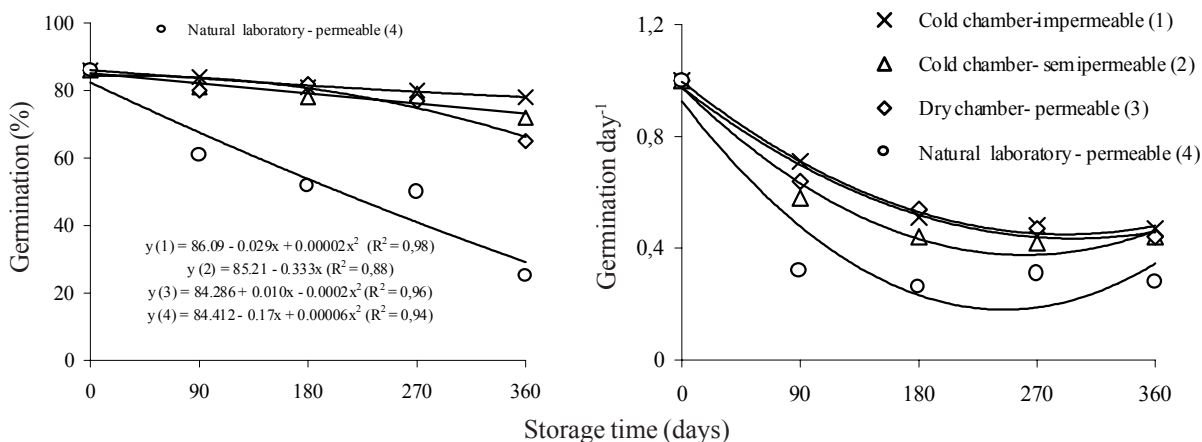 100
80
60
40
20
0
Germination (%)
Natural laboratory - permeable (4)
y (1) = 86.09 - 0.029x + 0.00002x² (R² = 0,98)
y (2) = 85.21 - 0.333x (R² = 0,88)
y (3) = 84.286 + 0.010x - 0.0002x² (R² = 0,96)
y (4) = 84.412 - 0.17x + 0.00006x² (R² = 0,94)
0 90 180 270 360
1,2
0,8
0,4
0
Germination day⁻¹
Cold chamber-impermeable (1)
Cold chamber- semipermeable (2)
Dry chamber- permeable (3)
Natural laboratory - permeable (4)
0 90 180 270 360
Storage time (days)